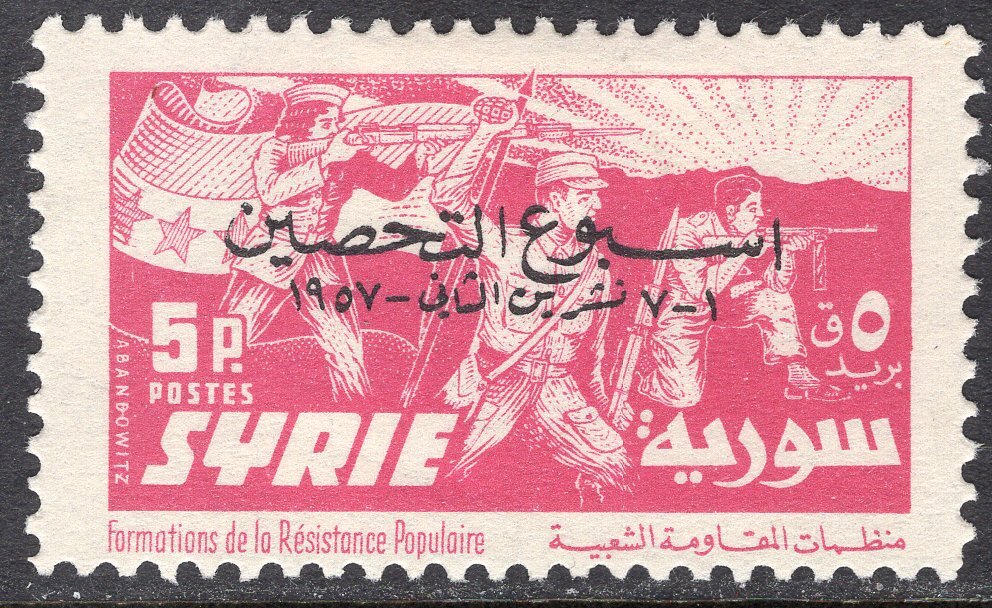 اسبوع التحصين
١-٧ تشرين الثاني - ١٩٥٧
5P.
POSTES
٥ ق
بريد
SYRIE
سورية
ABANDOWITZ
Formations de la Résistance Populaire
منظمات المقاومة الشعبية